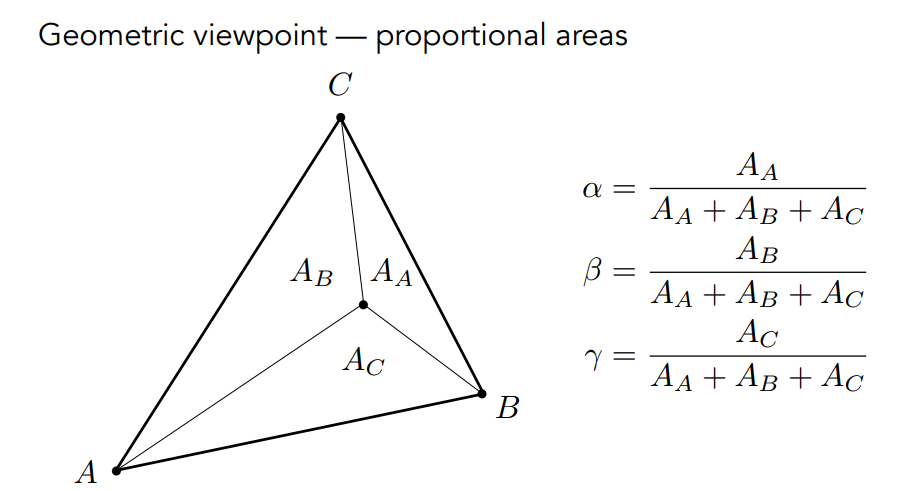 Geometric viewpoint — proportional areas
C
A_B
A_A
A_C
B
A
α = A_A / (A_A + A_B + A_C)
β = A_B / (A_A + A_B + A_C)
γ = A_C / (A_A + A_B + A_C)